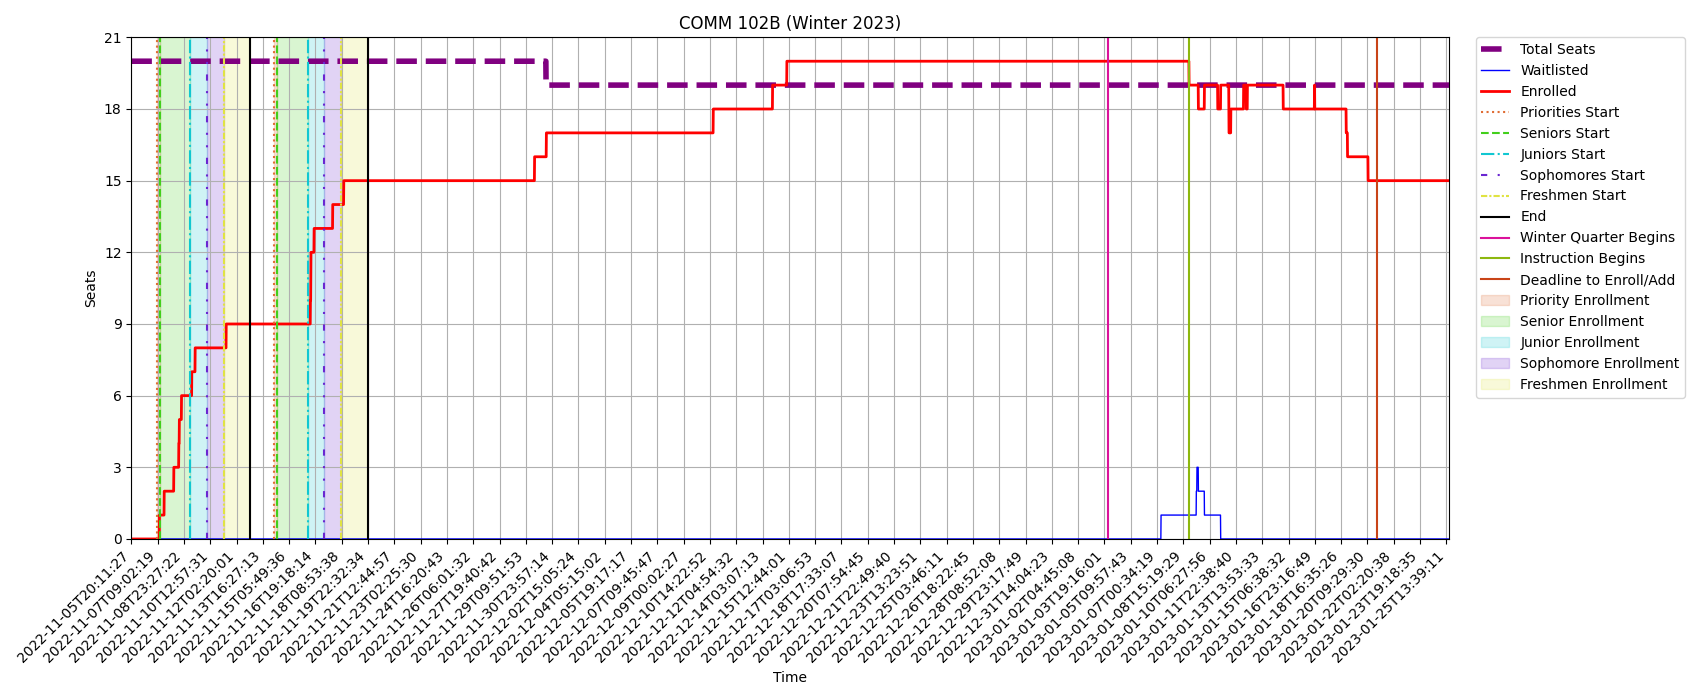 COMM 102B (Winter 2023)
Seats
21
18
15
12
9
6
3
0
2022-11-05T20:11:27
2022-11-07T09:02:19
2022-11-08T23:27:22
2022-11-10T12:57:31
2022-11-12T02:20:01
2022-11-13T16:27:13
2022-11-15T05:49:36
2022-11-16T19:18:14
2022-11-18T08:53:38
2022-11-19T22:32:34
2022-11-21T12:44:57
2022-11-23T02:25:30
2022-11-24T16:20:43
2022-11-26T06:01:32
2022-11-27T19:40:42
2022-11-29T09:51:53
2022-11-30T23:57:14
2022-12-02T15:05:24
2022-12-04T05:15:02
2022-12-05T19:17:17
2022-12-07T09:45:47
2022-12-09T00:02:27
2022-12-10T14:22:52
2022-12-12T04:54:32
2022-12-14T03:07:13
2022-12-15T12:44:01
2022-12-17T03:06:53
2022-12-18T17:33:07
2022-12-20T07:54:45
2022-12-21T22:49:40
2022-12-23T13:23:51
2022-12-25T03:46:11
2022-12-26T18:22:45
2022-12-28T08:52:08
2022-12-29T23:17:49
2022-12-31T14:04:23
2023-01-02T04:45:08
2023-01-03T19:16:01
2023-01-05T09:57:43
2023-01-07T00:34:19
2023-01-08T15:19:29
2023-01-10T06:27:56
2023-01-11T22:38:40
2023-01-13T13:53:33
2023-01-15T06:38:32
2023-01-16T23:16:49
2023-01-18T16:35:26
2023-01-20T09:29:30
2023-01-22T02:20:38
2023-01-23T19:18:35
2023-01-25T13:39:11
Time
Total Seats
Waitlisted
Enrolled
Priorities Start
Seniors Start
Juniors Start
Sophomores Start
Freshmen Start
End
Winter Quarter Begins
Instruction Begins
Deadline to Enroll/Add
Priority Enrollment
Senior Enrollment
Junior Enrollment
Sophomore Enrollment
Freshmen Enrollment